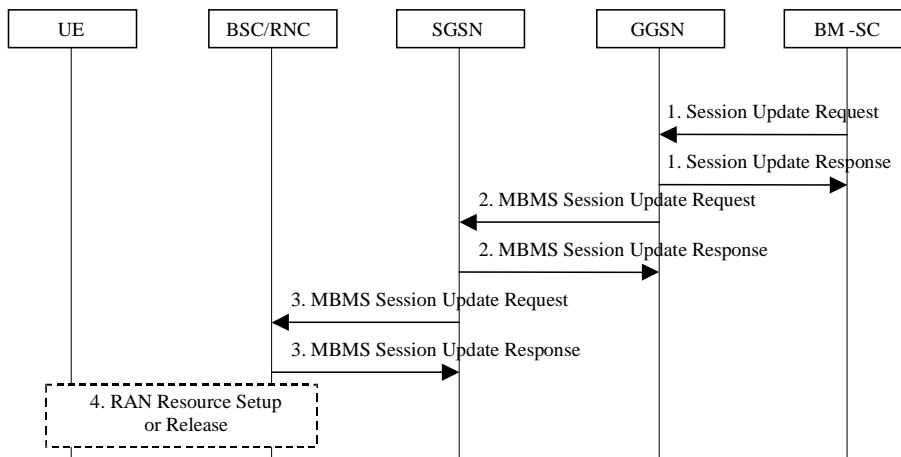 UE
BSC/RNC
SGSN
GGSN
BM -SC
1. Session Update Request
1. Session Update Response
2. MBMS Session Update Request
2. MBMS Session Update Response
3. MBMS Session Update Request
3. MBMS Session Update Response
4. RAN Resource Setup
or Release